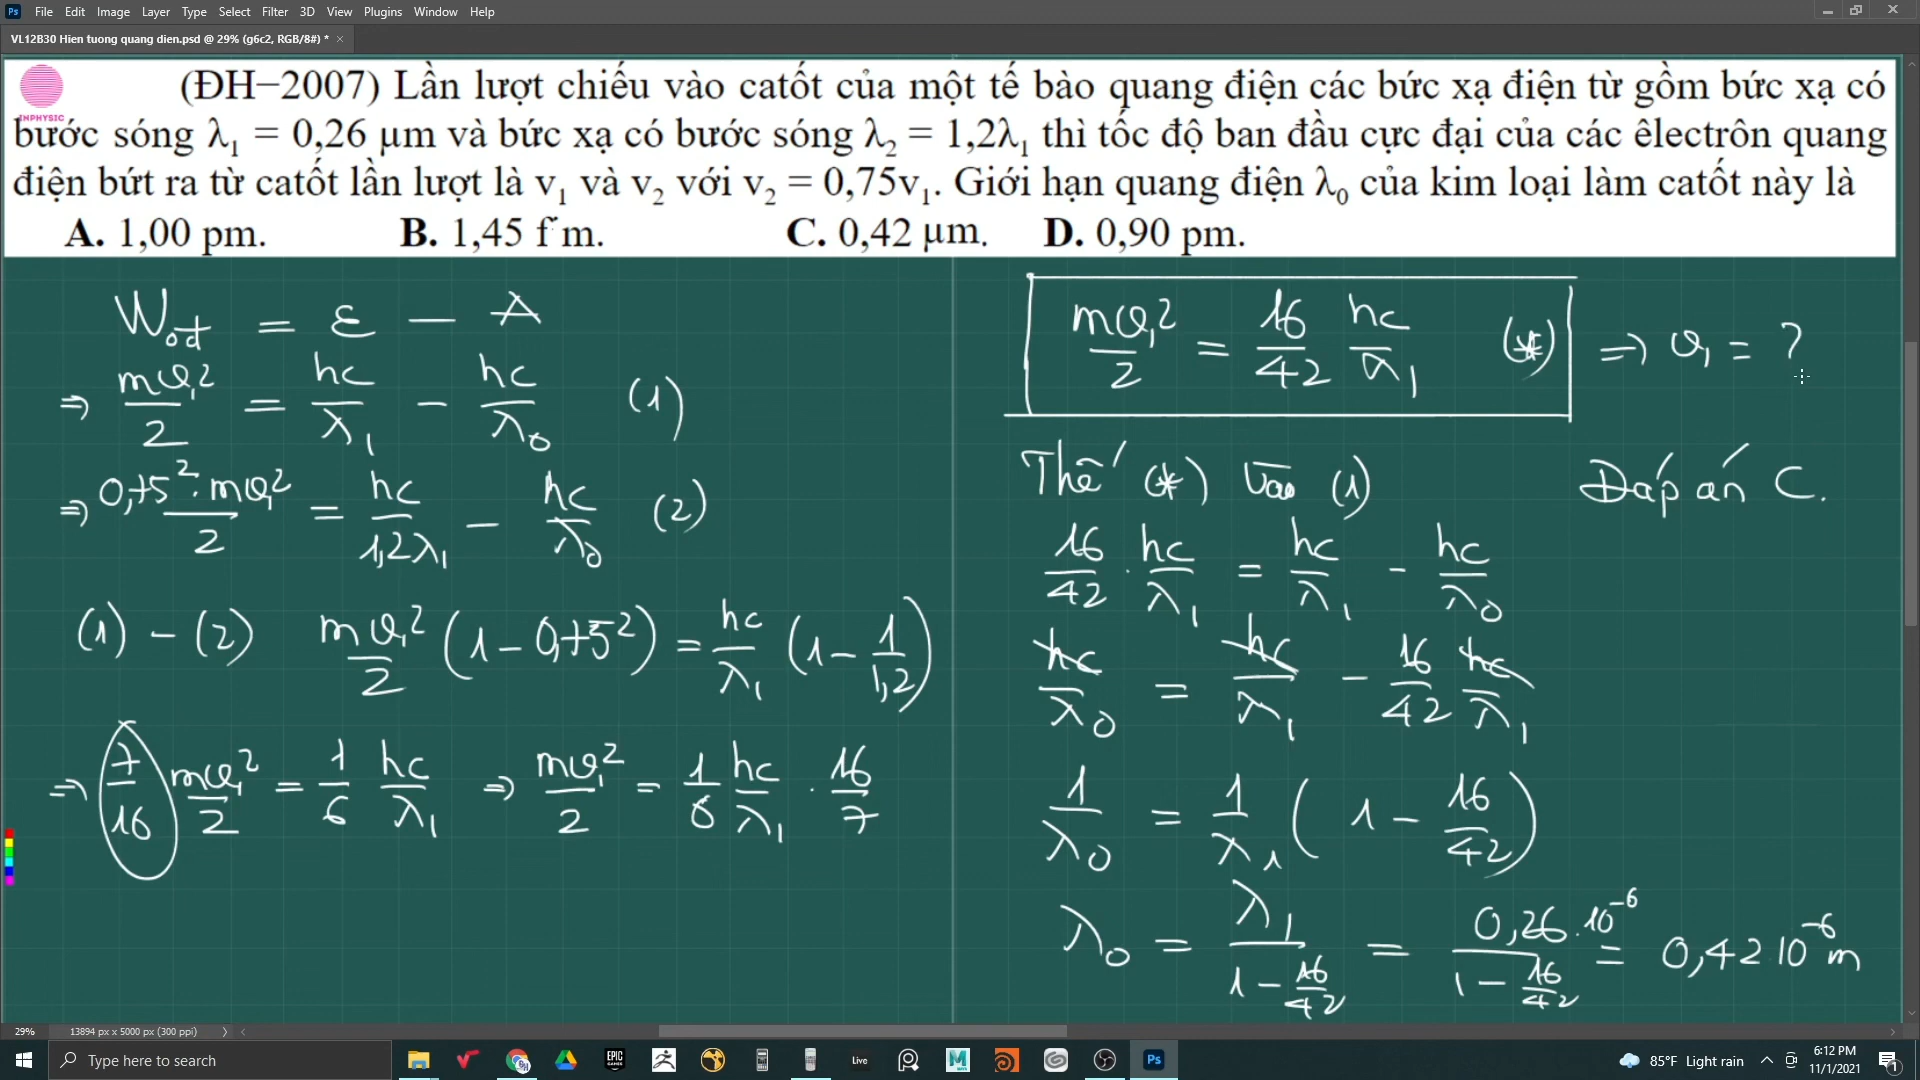 Ps File Edit Image Layer Type Select Filter 3D View Plugins Window Help
VL12B30 Hien tuong quang dien.psd @ 29% (g6c2, RGB/8#) * ×
INPHYSIC
(ĐH–2007) Lần lượt chiếu vào catốt của một tế bào quang điện các bức xạ điện từ gồm bức xạ có
bước sóng λ₁ = 0,26 μm và bức xạ có bước sóng λ₂ = 1,2λ₁ thì tốc độ ban đầu cực đại của các êlectrôn quang
điện bứt ra từ catốt lần lượt là v₁ và v₂ với v₂ = 0,75v₁. Giới hạn quang điện λ₀ của kim loại làm catốt này là
A. 1,00 pm. B. 1,45 f m. C. 0,42 μm. D. 0,90 pm.
Wođ = ε – A
⇒ mv₁²/2 = hc/λ₁ – hc/λ₀ (1)
⇒ 0,75².mv₁²/2 = hc/1,2λ₁ – hc/λ₀ (2)
(1) – (2) mv₁²/2 (1 – 0,75²) = hc/λ₁ (1 – 1/1,2)
⇒ 7/16 mv₁²/2 = 1/6 hc/λ₁ ⇒ mv₁²/2 = 1/6 hc/λ₁ . 16/7
mv₁²/2 = 16/42 hc/λ₁ (*) ⇒ v₁ = ?
Thế (*) vào (1) Đáp án C.
16/42 . hc/λ₁ = hc/λ₁ - hc/λ₀
hc/λ₀ = hc/λ₁ – 16/42 hc/λ₁
1/λ₀ = 1/λ₁ (1 – 16/42)
λ₀ = λ₁/(1 – 16/42) = 0,26.10⁻⁶/(1 – 16/42) = 0,42 10⁻⁶ m
29% 13894 px x 5000 px (300 ppi)
Type here to search
EPIC GAMES
Live
Ps
85°F Light rain
6:12 PM
11/1/2021
1